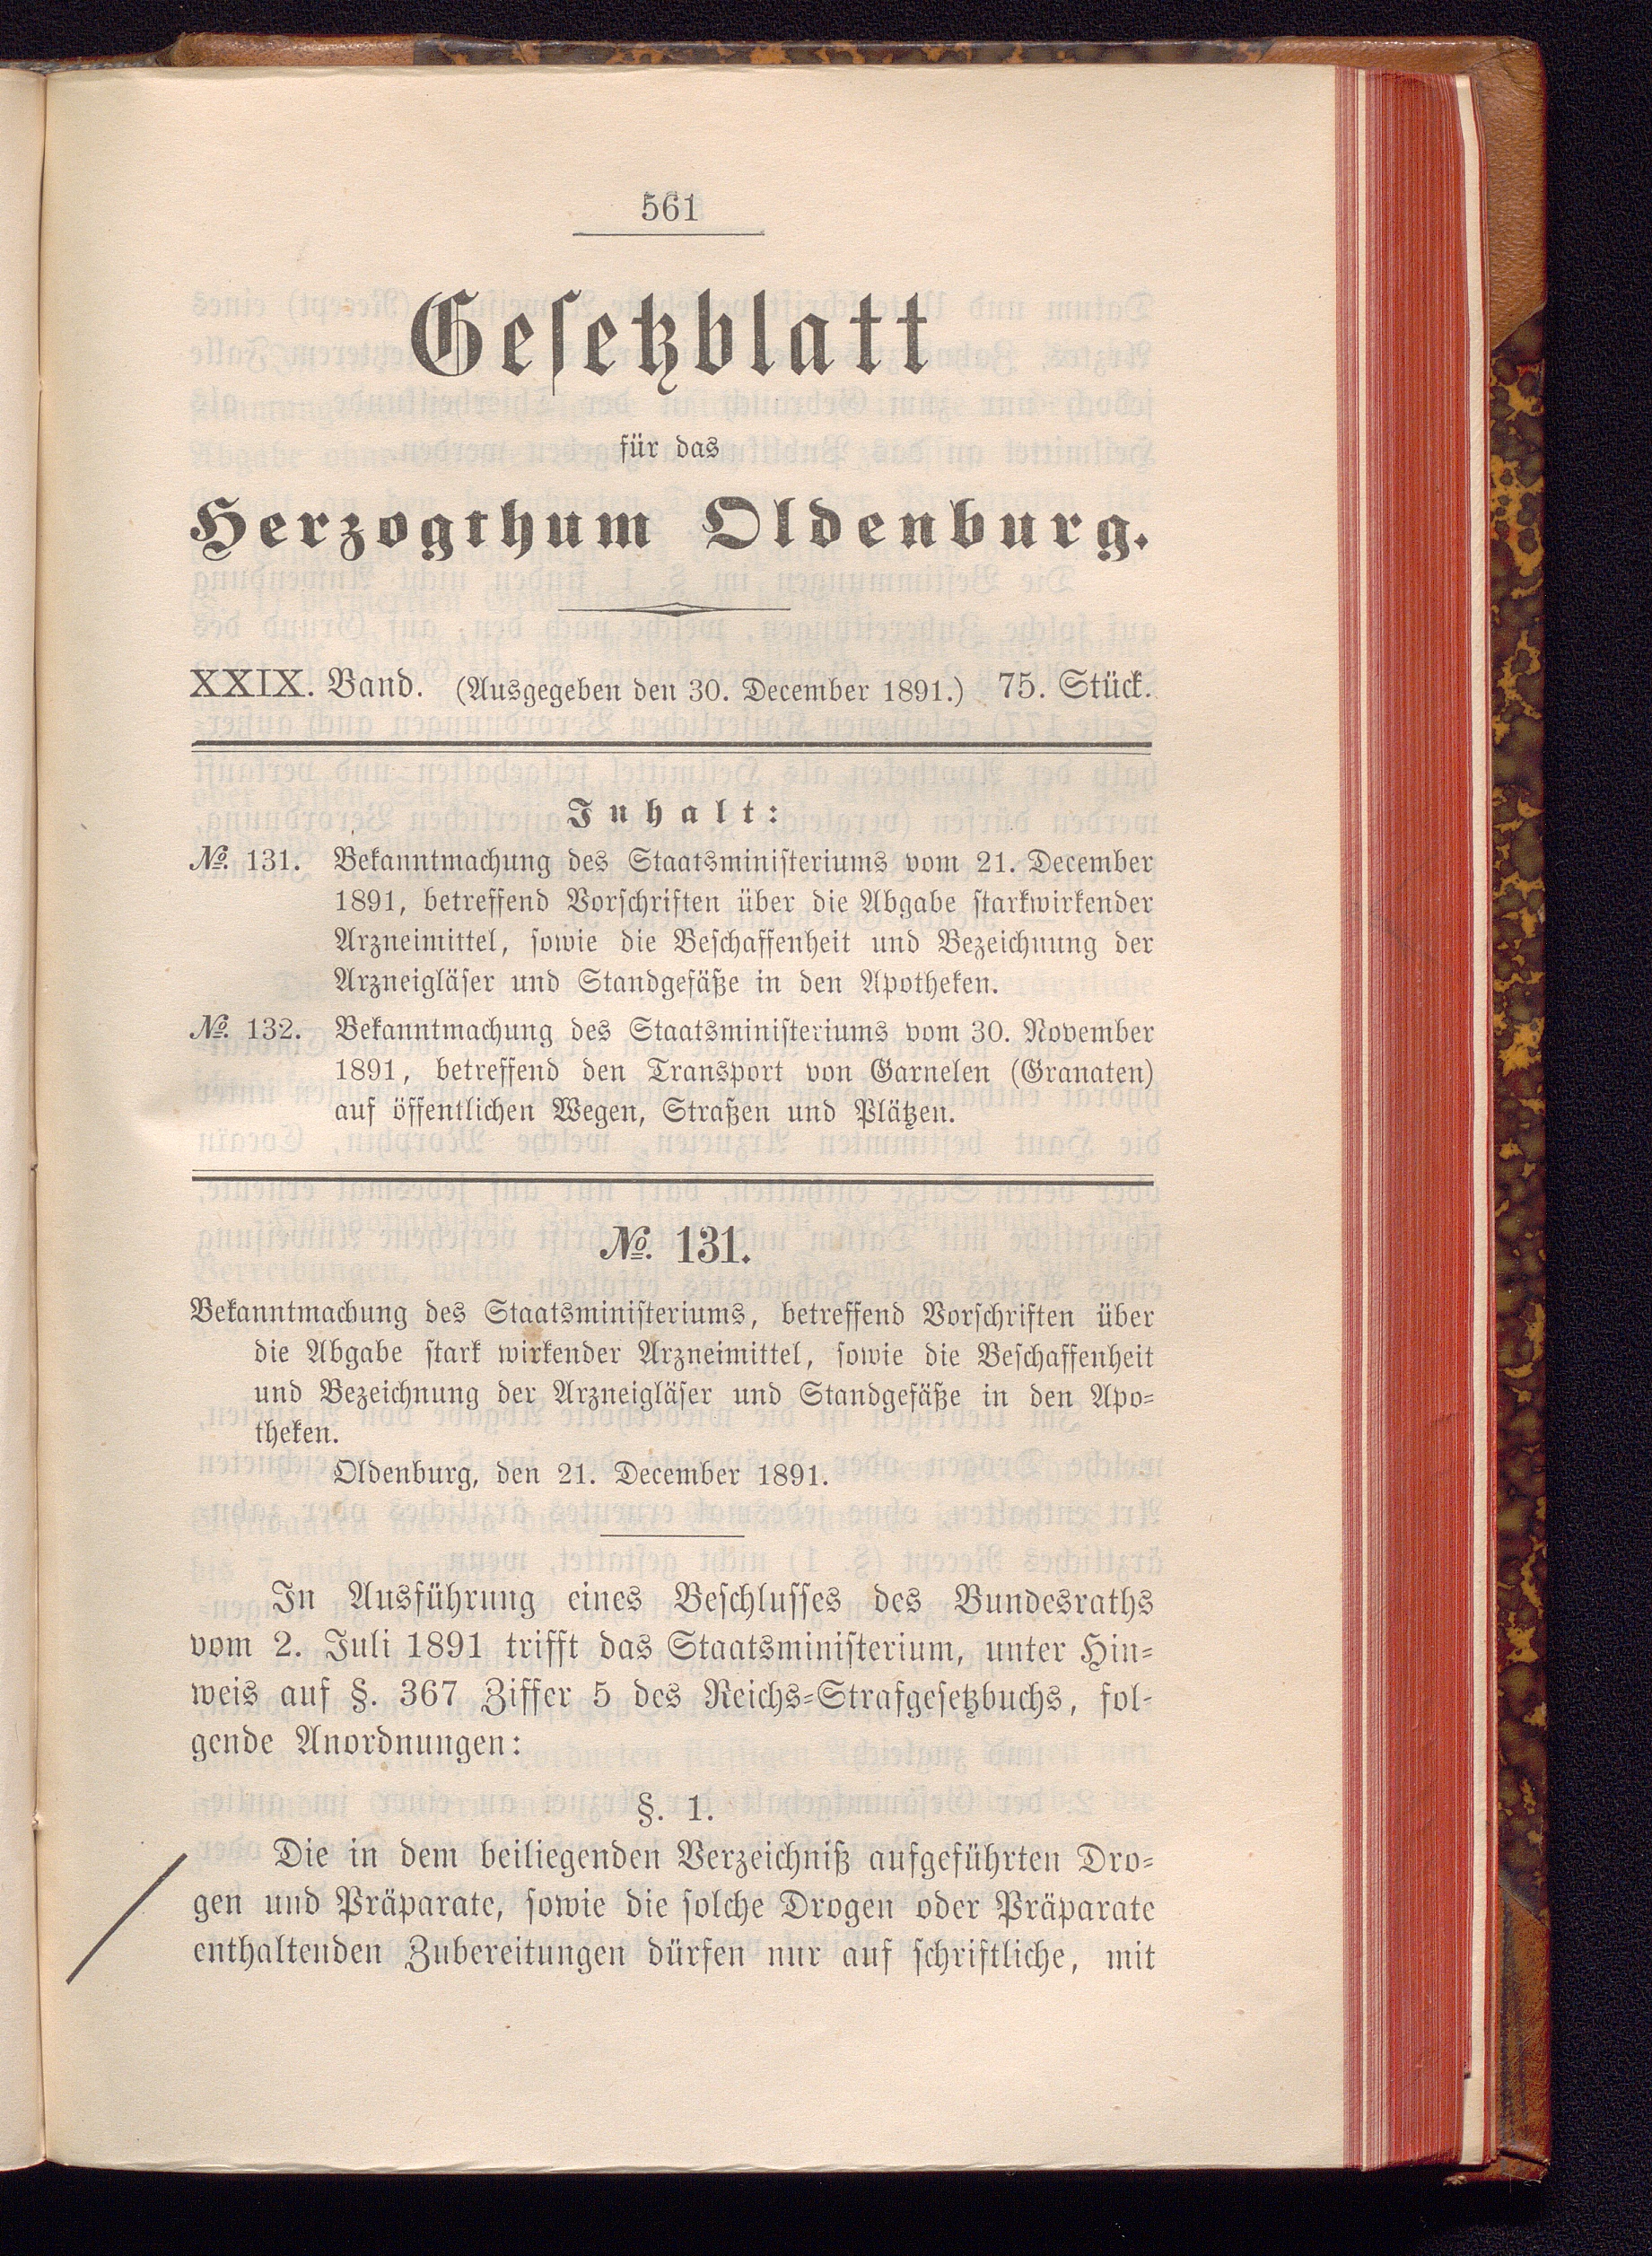 561
Gesetzblatt
für das
Herzogthum Oldenburg.
XXIX. Band. (Ausgegeben den 30. December 1891.) 75. Stück.
Inhalt:
№. 131. Bekanntmachung des Staatsministeriums vom 21. December
1891, betreffend Vorschriften über die Abgabe starkwirkender
Arzneimittel, sowie die Beschaffenheit und Bezeichnung der
Arzneigläser und Standgefäße in den Apotheken.
№. 132. Bekanntmachung des Staatsministeriums vom 30. November
1891, betreffend den Transport von Garnelen (Granaten)
auf öffentlichen Wegen, Straßen und Plätzen.
№. 131.
Bekanntmachung des Staatsministeriums, betreffend Vorschriften über
die Abgabe stark wirkender Arzneimittel, sowie die Beschaffenheit
und Bezeichnung der Arzneigläser und Standgefäße in den Apo-
theken.
Oldenburg, den 21. December 1891.
In Ausführung eines Beschlusses des Bundesraths
vom 2. Juli 1891 trifft das Staatsministerium, unter Hin-
weis auf §. 367 Ziffer 5 des Reichs-Strafgesetzbuchs, fol-
gende Anordnungen:
§. 1.
Die in dem beiliegenden Verzeichniß aufgeführten Dro-
gen und Präparate, sowie die solche Drogen oder Präparate
enthaltenden Zubereitungen dürfen nur auf schriftliche, mit